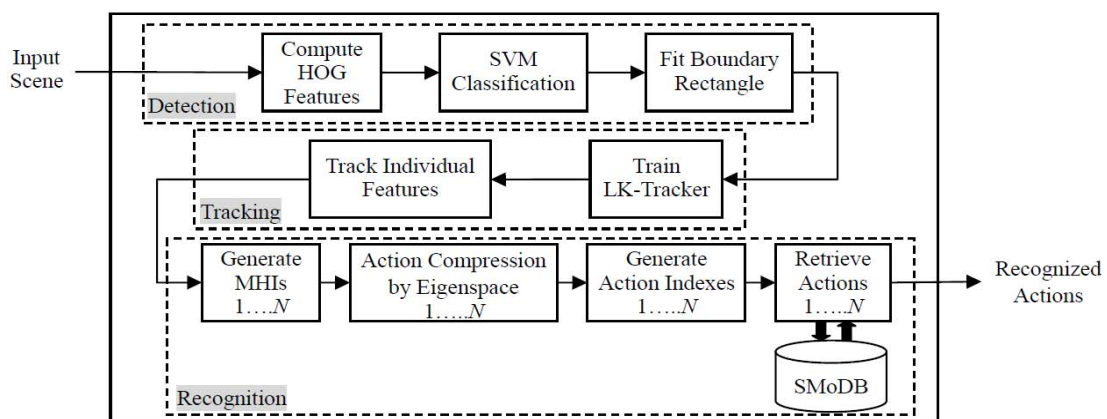 Input
Scene
Compute
HOG
Features
SVM
Classification
Fit Boundary
Rectangle
Detection
Track Individual
Features
Train
LK-Tracker
Tracking
Generate
MHIs
1….N
Action Compression
by Eigenspace
1…..N
Generate
Action Indexes
1…..N
Retrieve
Actions
1…..N
Recognized
Actions
SMoDB
Recognition